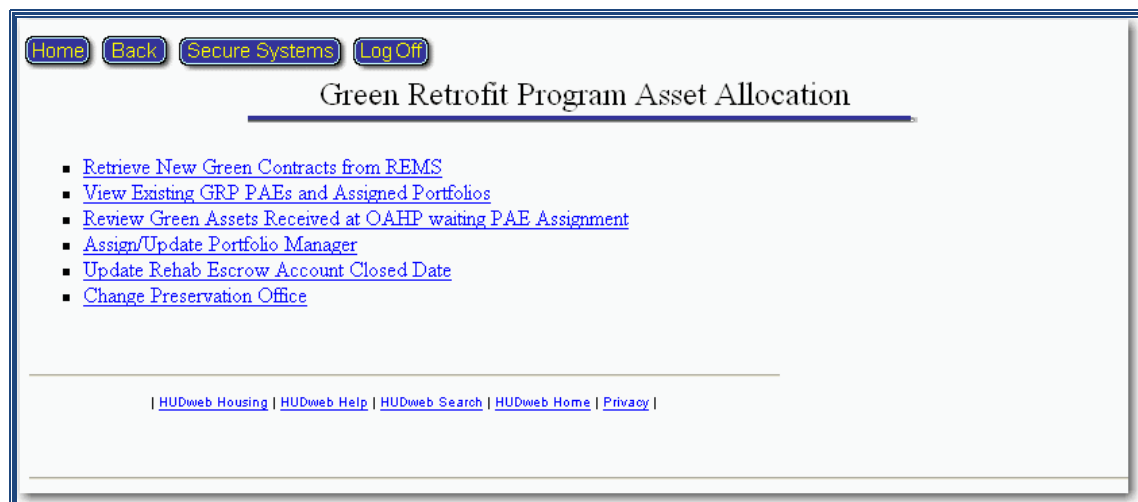 Home Back Secure Systems Log Off
Green Retrofit Program Asset Allocation
Retrieve New Green Contracts from REMS
View Existing GRP PAEs and Assigned Portfolios
Review Green Assets Received at OAHP waiting PAE Assignment
Assign/Update Portfolio Manager
Update Rehab Escrow Account Closed Date
Change Preservation Office
| HUDweb Housing | HUDweb Help | HUDweb Search | HUDweb Home | Privacy |